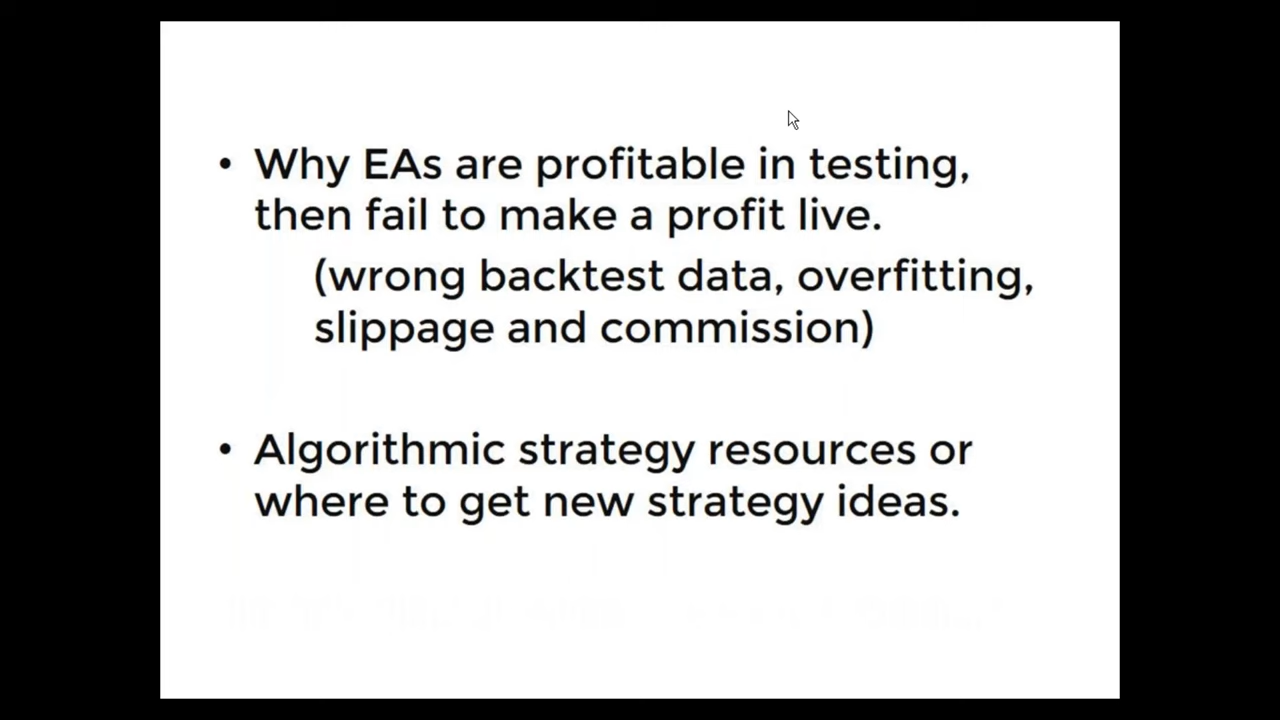 • Why EAs are profitable in testing,
then fail to make a profit live.
(wrong backtest data, overfitting,
slippage and commission)
• Algorithmic strategy resources or
where to get new strategy ideas.